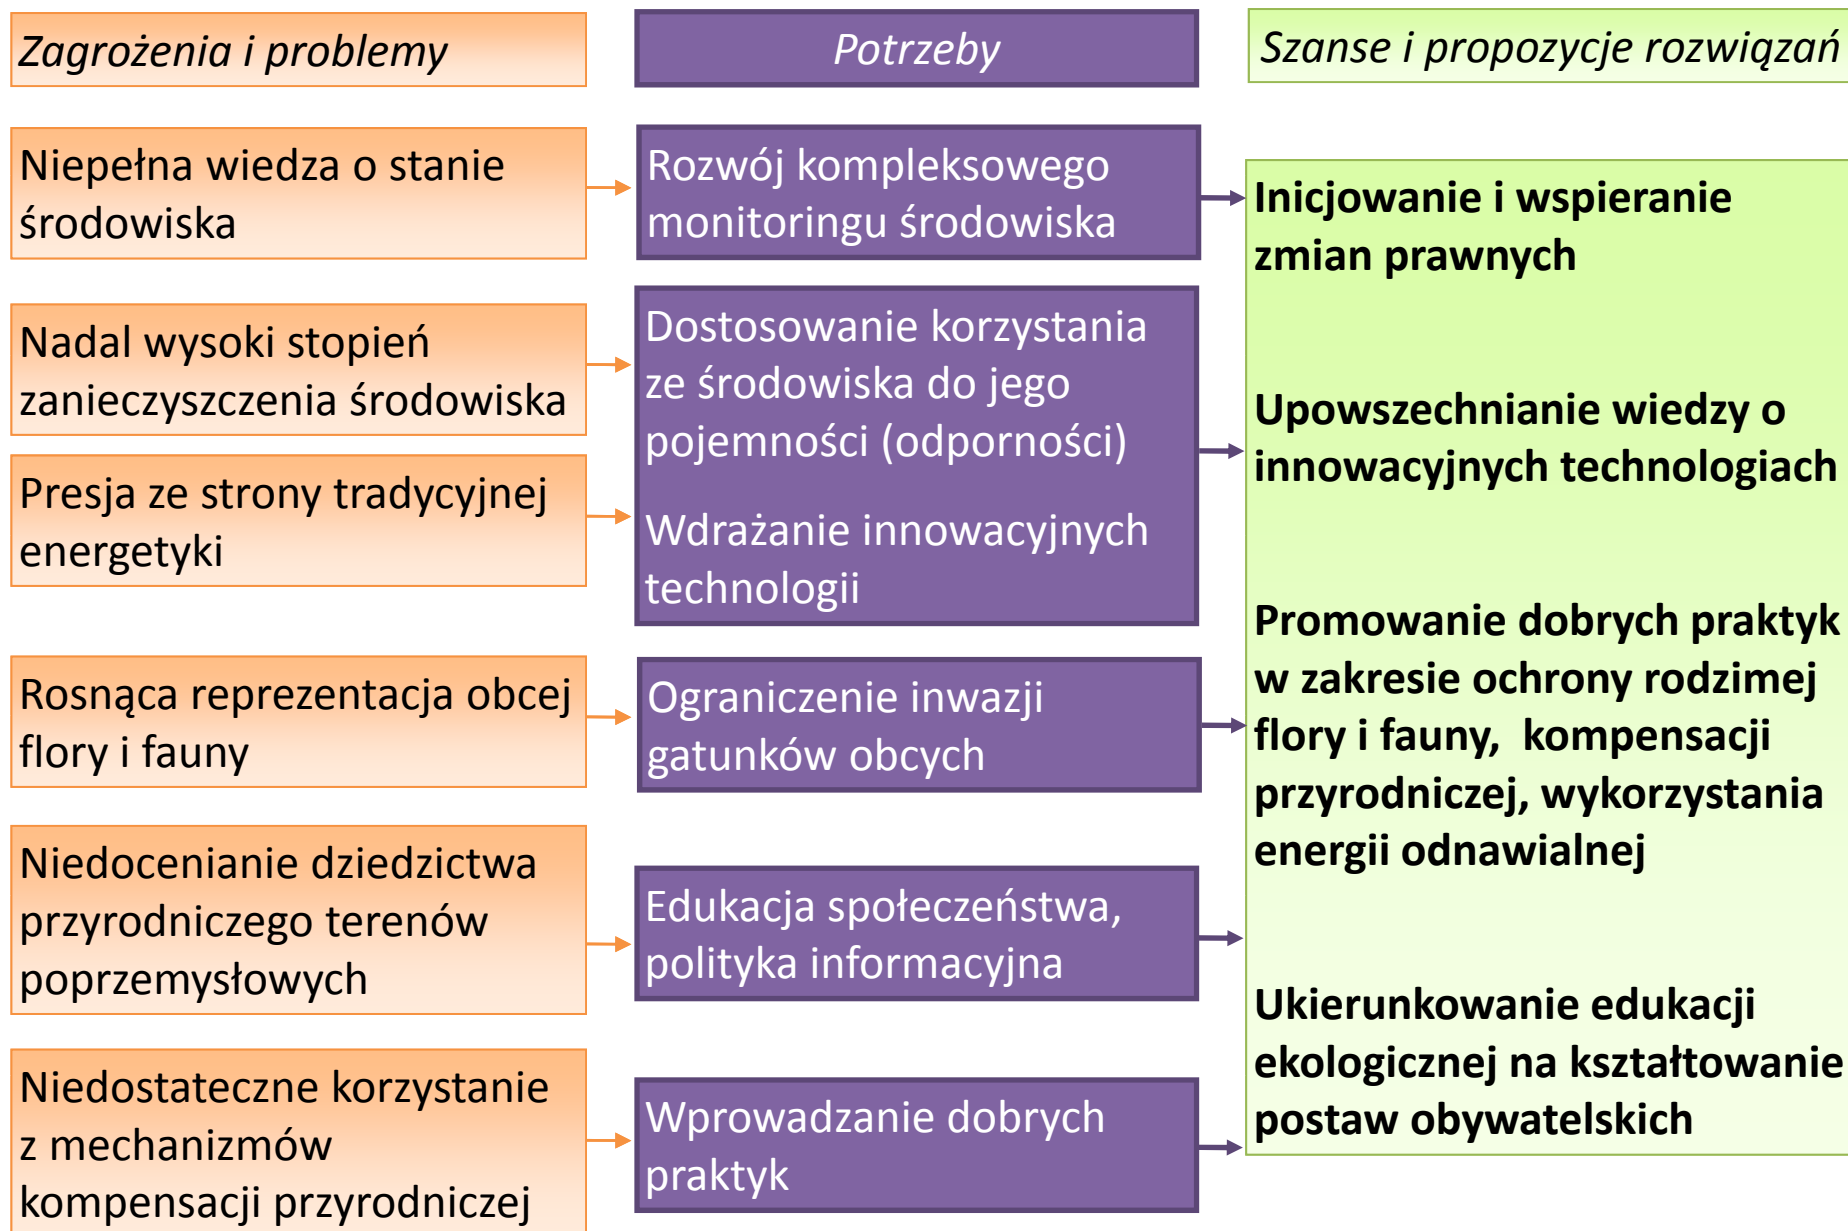 Zagrożenia i problemy
Potrzeby
Szanse i propozycje rozwiązań
Niepełna wiedza o stanie
środowiska
Rozwój kompleksowego
monitoringu środowiska
Nadal wysoki stopień
zanieczyszczenia środowiska
Presja ze strony tradycyjnej
energetyki
Dostosowanie korzystania
ze środowiska do jego
pojemności (odporności)
Wdrażanie innowacyjnych
technologii
Rosnąca reprezentacja obcej
flory i fauny
Ograniczenie inwazji
gatunków obcych
Niedocenianie dziedzictwa
przyrodniczego terenów
poprzemysłowych
Edukacja społeczeństwa,
polityka informacyjna
Niedostateczne korzystanie
z mechanizmów
kompensacji przyrodniczej
Wprowadzanie dobrych
praktyk
Inicjowanie i wspieranie
zmian prawnych
Upowszechnianie wiedzy o
innowacyjnych technologiach
Promowanie dobrych praktyk
w zakresie ochrony rodzimej
flory i fauny, kompensacji
przyrodniczej, wykorzystania
energii odnawialnej
Ukierunkowanie edukacji
ekologicznej na kształtowanie
postaw obywatelskich